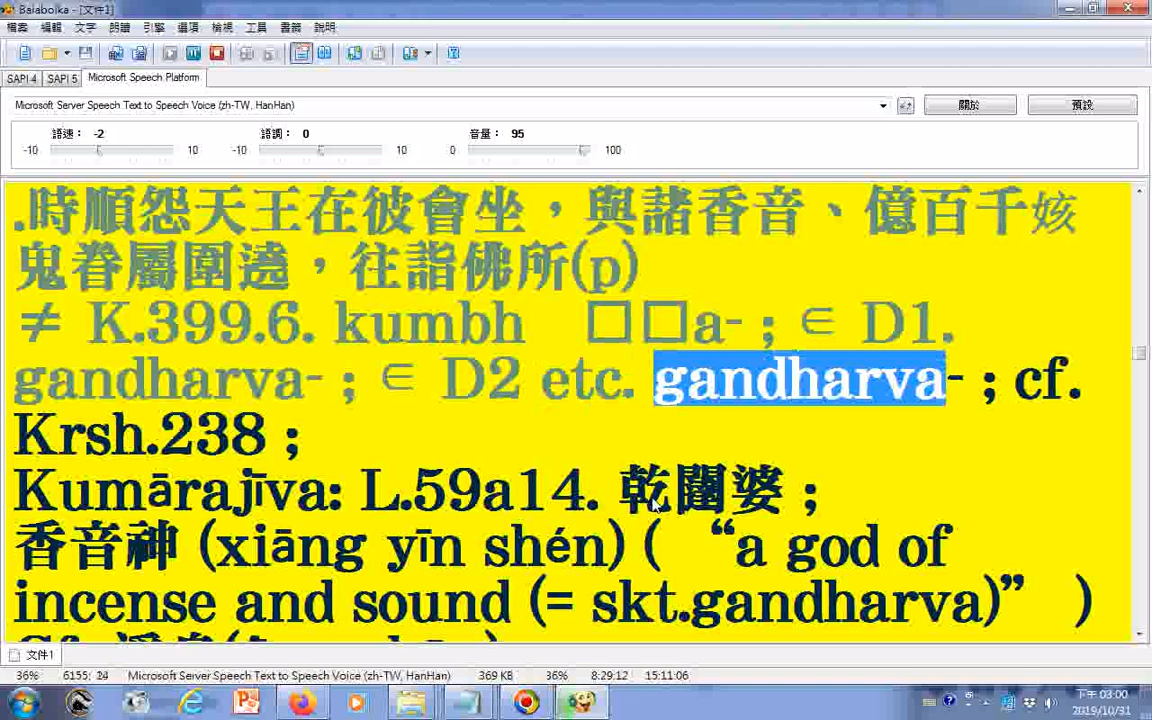 Balabolka - [文件1]
檔案 編輯 文字 朗讀 引擎 選項 檢視 工具 書籤 說明
SAPI 4 SAPI 5 Microsoft Speech Platform
Microsoft Server Speech Text to Speech Voice (zh-TW, HanHan) 關於 預設
語速： -2 語調： 0 音量： 95
-10 10 -10 10 0 100
.時順怨天王在彼會坐，與諸香音、億百千姟
鬼眷屬圍遶，往詣佛所(p)
≠ K.399.6. kumbh □□a- ; ∈ D1.
gandharva- ; ∈ D2 etc. gandharva- ; cf.
Krsh.238 ;
Kumārajīva: L.59a14. 乾闥婆 ;
香音神 (xiāng yīn shén) ( “a god of
incense and sound (= skt.gandharva)” )
文件1
36% 6155: 24 Microsoft Server Speech Text to Speech Voice (zh-TW, HanHan) 369 KB 36% 8:29:12 15:11:06
下午 03:00
2019/10/31